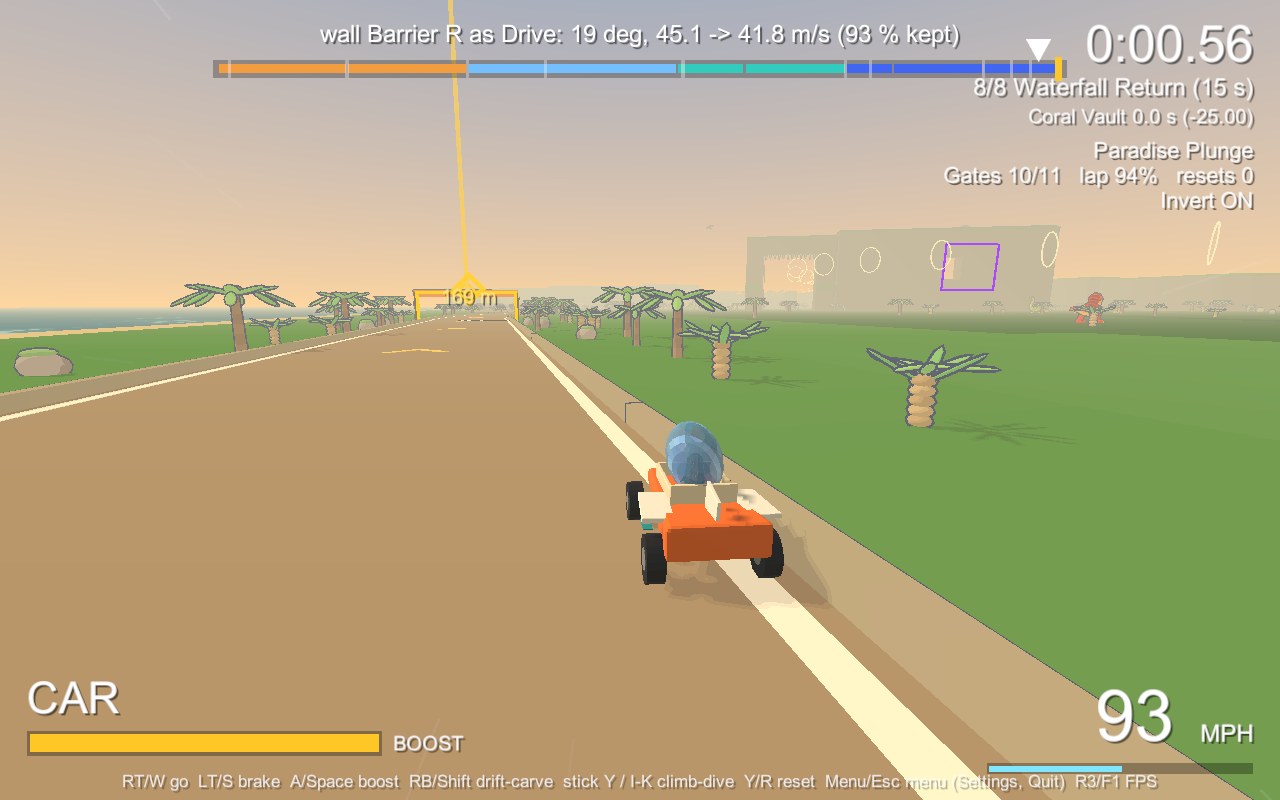 wall Barrier R as Drive: 19 deg, 45.1 -> 41.8 m/s (93 % kept)
0:00.56
8/8 Waterfall Return (15 s)
Coral Vault 0.0 s (-25.00)
Paradise Plunge
Gates 10/11 lap 94% resets 0
Invert ON
169 m
CAR
BOOST
93 MPH
RT/W go LT/S brake A/Space boost RB/Shift drift-carve stick Y / I-K climb-dive Y/R reset Menu/Esc menu (Settings, Quit) R3/F1 FPS